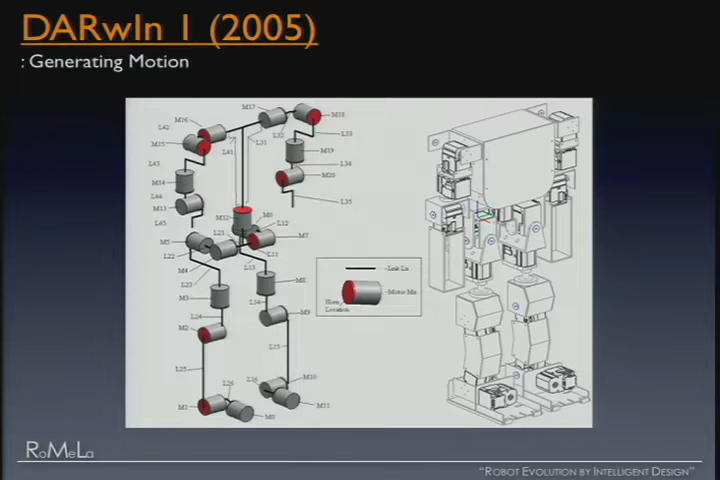 DARwIn 1 (2005)
: Generating Motion
M17
M18
M16
L42
L32
L33
M15
L41
L31
M19
L43
L34
M14
M20
L44
M13
L35
L45
M12
M6
L12
M5
L21
M7
L22
L11
M4
L13
L23
M8
M3
L14
Link Ln
L24
M9
Motor Mn
Horn
Location
M2
L15
L25
M10
L26
L16
M1
M11
M0
RoMeLa
"ROBOT EVOLUTION BY INTELLIGENT DESIGN"